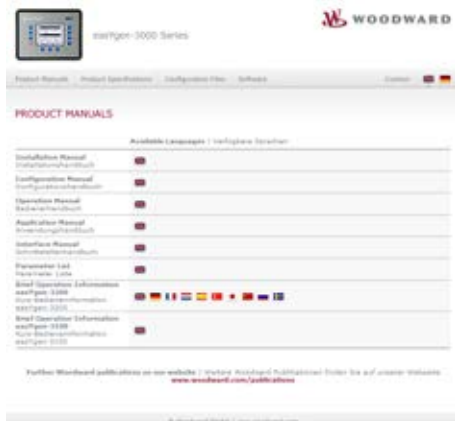 WOODWARD
easYgen-3000 Series
Product Manuals Product Specifications Configuration Files Software Contact
PRODUCT MANUALS
Available Languages | Verfügbare Sprachen
Installation Manual
Installationshandbuch
Configuration Manual
Konfigurationshandbuch
Operation Manual
Bedienerhandbuch
Application Manual
Anwendungshandbuch
Interface Manual
Schnittstellenhandbuch
Parameter List
Parameter Liste
Brief Operation Information
easYgen-3200
Kurz-Bedieneninformation
easYgen-3200
Brief Operation Information
easYgen-3100
Kurz-Bedieneninformation
easYgen-3100
Further Woodward publications on our website | Weitere Woodward Publikationen finden Sie auf unserer Webseite
www.woodward.com/publications